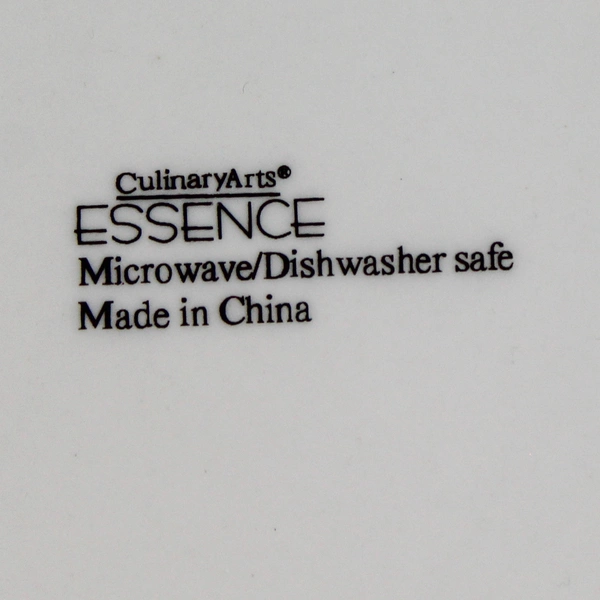 CulinaryArts®
ESSENCE
Microwave/Dishwasher safe
Made in China